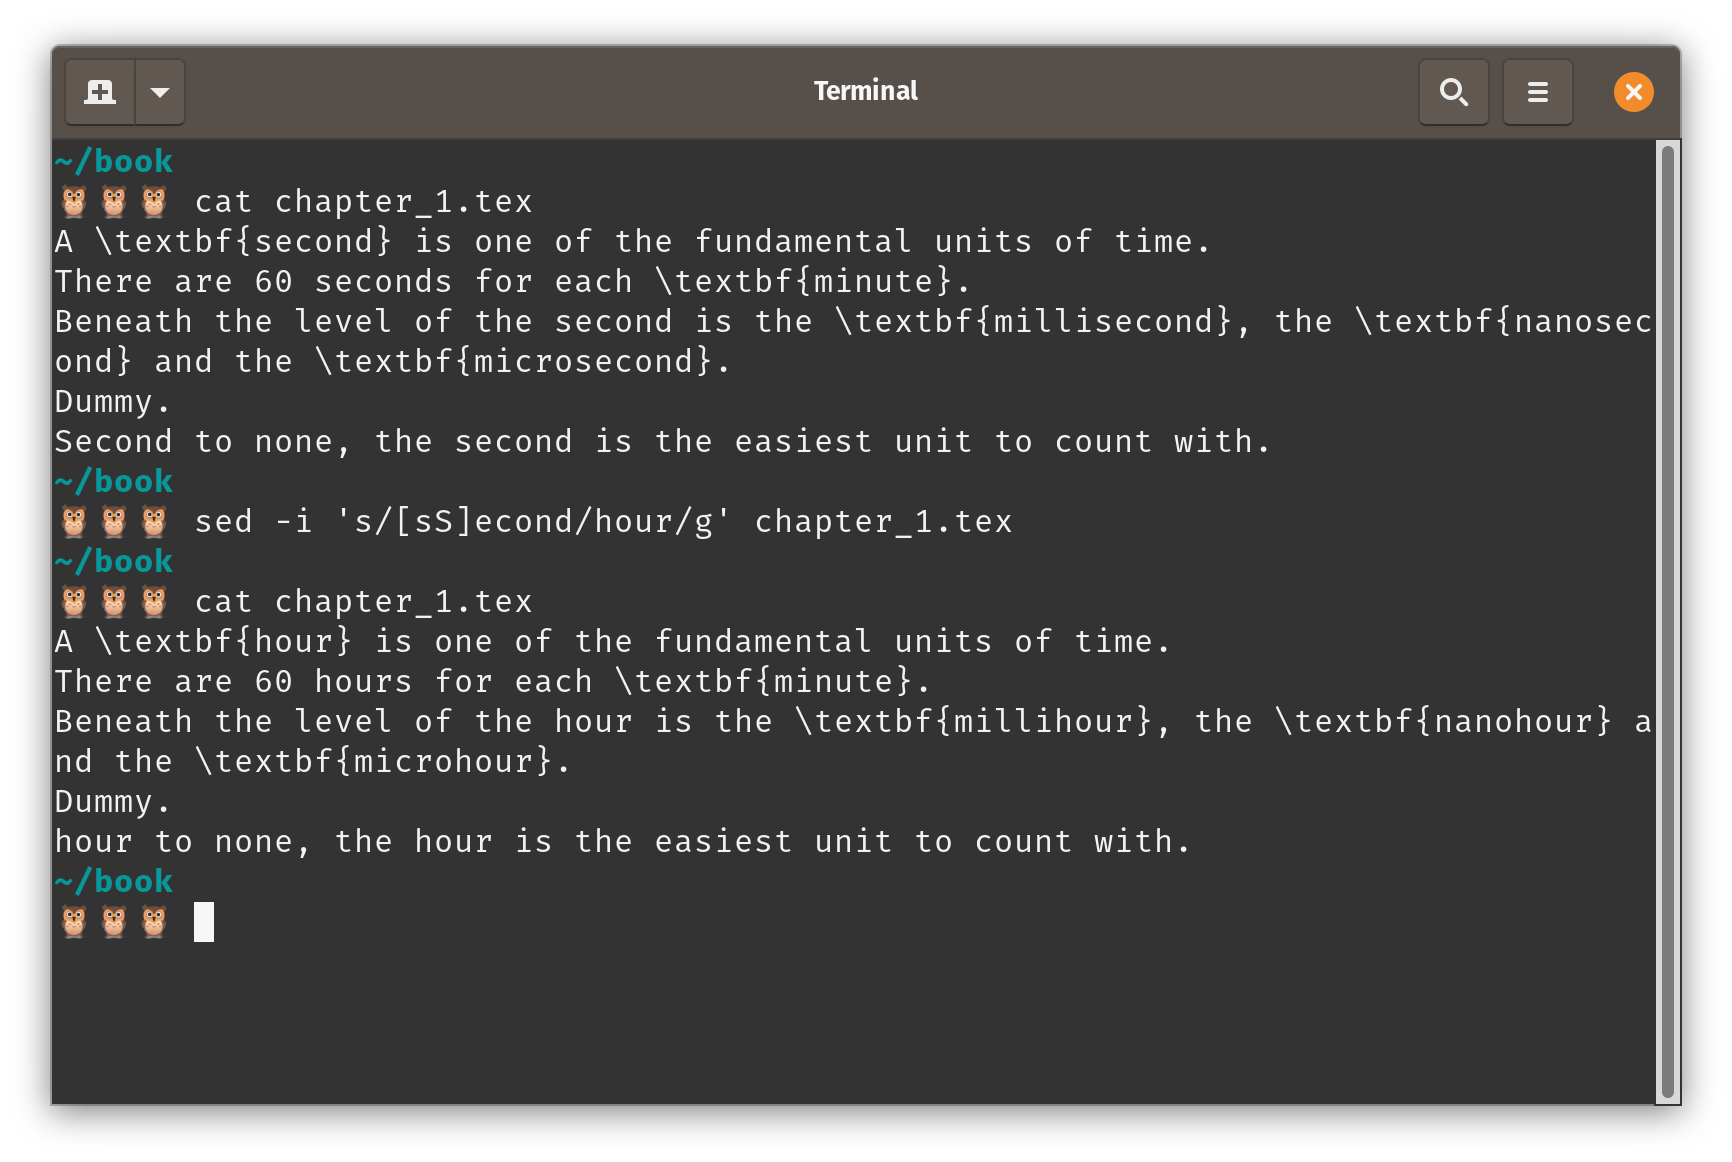 Terminal
~/book
🦉🦉🦉 cat chapter_1.tex
A \textbf{second} is one of the fundamental units of time.
There are 60 seconds for each \textbf{minute}.
Beneath the level of the second is the \textbf{millisecond}, the \textbf{nanosec
ond} and the \textbf{microsecond}.
Dummy.
Second to none, the second is the easiest unit to count with.
~/book
🦉🦉🦉 sed -i 's/[sS]econd/hour/g' chapter_1.tex
~/book
🦉🦉🦉 cat chapter_1.tex
A \textbf{hour} is one of the fundamental units of time.
There are 60 hours for each \textbf{minute}.
Beneath the level of the hour is the \textbf{millihour}, the \textbf{nanohour} a
nd the \textbf{microhour}.
Dummy.
hour to none, the hour is the easiest unit to count with.
~/book
🦉🦉🦉